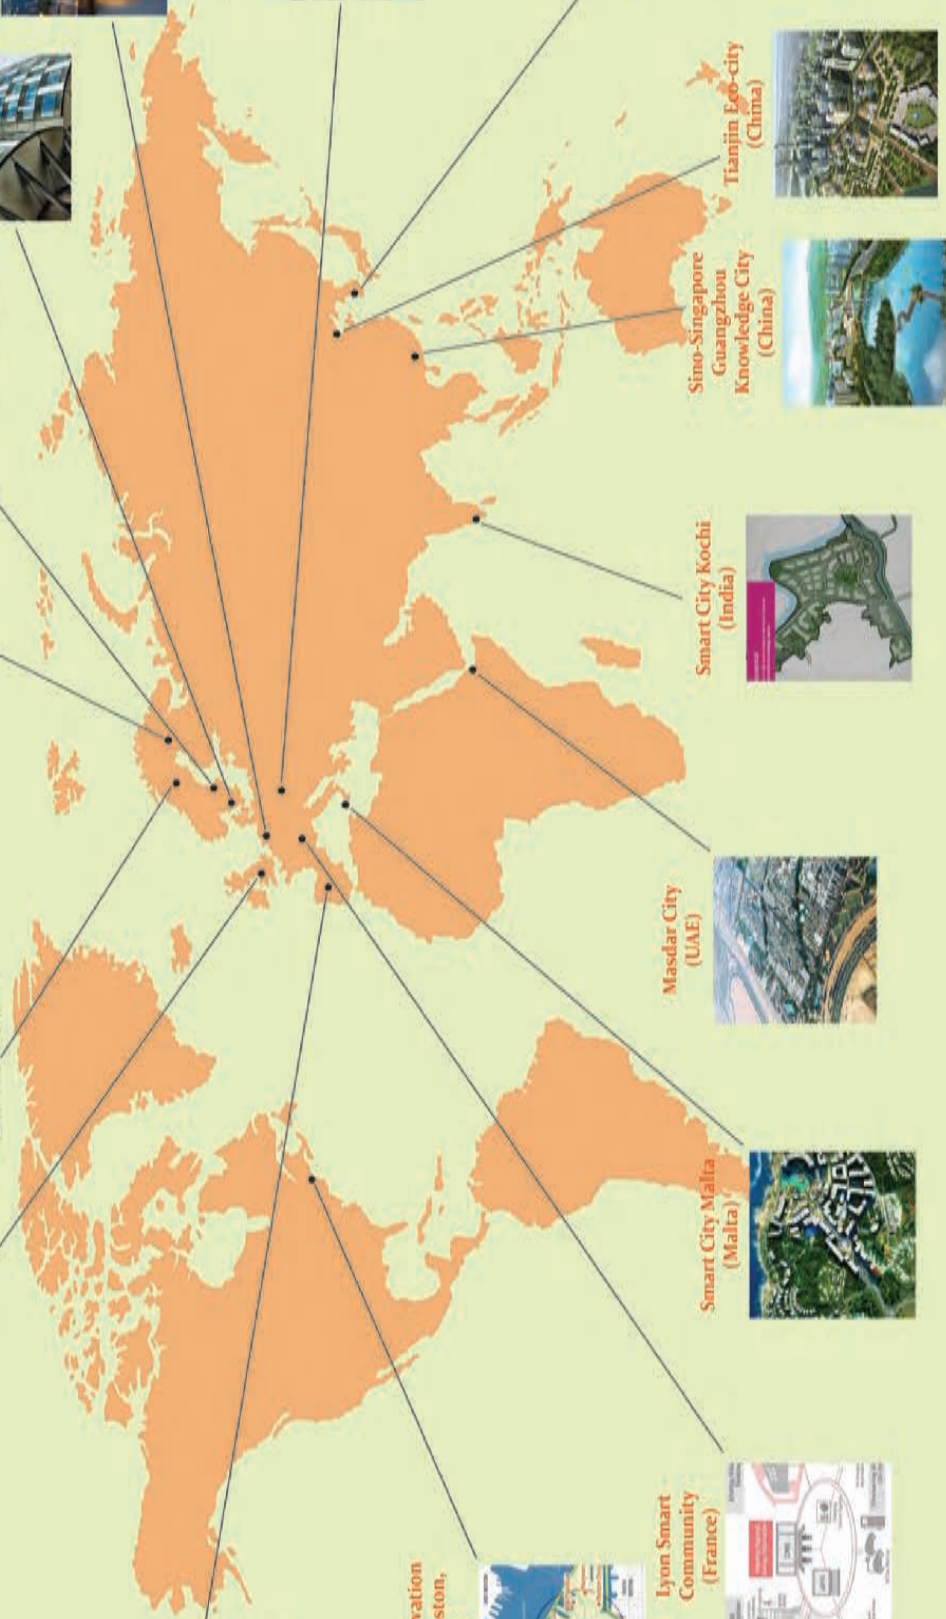 vation
ston,
Lyon Smart
Community
(France)
Smart City Malta
(Malta)
Masdar City
(UAE)
Smart City Kochi
(India)
Sino-Singapore
Guangzhou
Knowledge City
(China)
Tianjin Eco-city
(China)